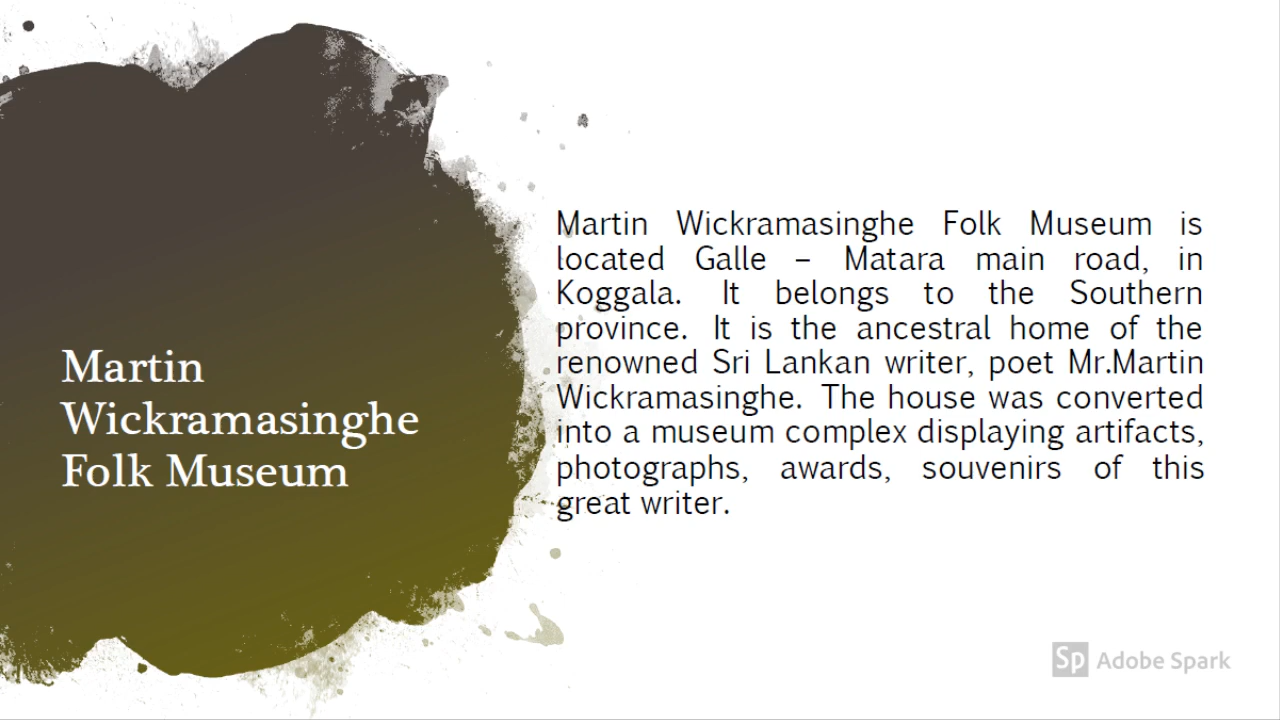 Martin
Wickramasinghe
Folk Museum
Martin Wickramasinghe Folk Museum is
located Galle – Matara main road, in
Koggala. It belongs to the Southern
province. It is the ancestral home of the
renowned Sri Lankan writer, poet Mr.Martin
Wickramasinghe. The house was converted
into a museum complex displaying artifacts,
photographs, awards, souvenirs of this
great writer.
Sp Adobe Spark